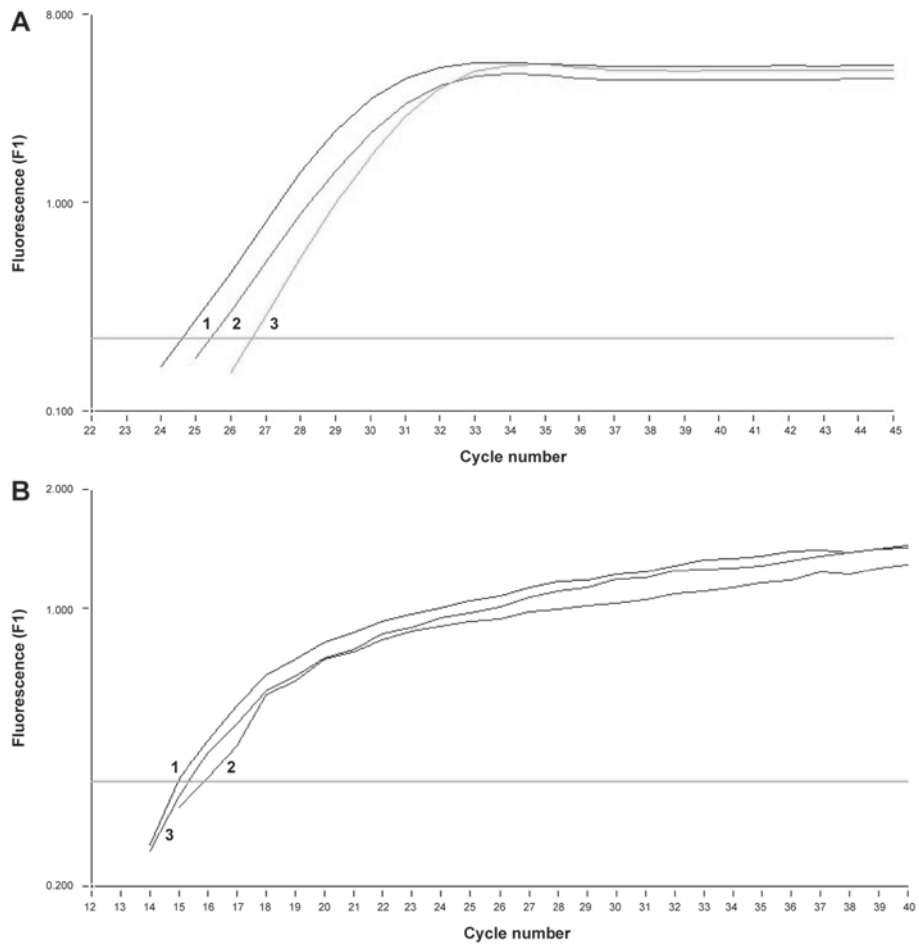 A
8.000
Fluorescence (F1)
1.000
1 2 3
0.100
22 23 24 25 26 27 28 29 30 31 32 33 34 35 36 37 38 39 40 41 42 43 44 45
Cycle number
B
2.000
Fluorescence (F1)
1.000
1 2
3
0.200
12 13 14 15 16 17 18 19 20 21 22 23 24 25 26 27 28 29 30 31 32 33 34 35 36 37 38 39 40
Cycle number